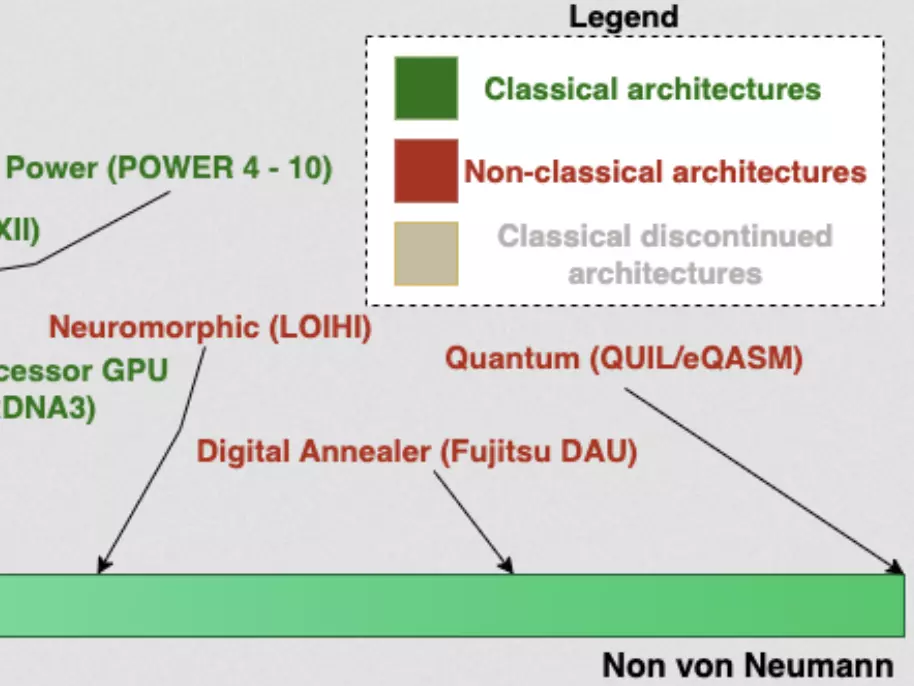 Legend
Classical architectures
Non-classical architectures
Classical discontinued
architectures
Power (POWER 4 - 10)
XII)
Neuromorphic (LOIHI)
Quantum (QUIL/eQASM)
cessor GPU
DNA3)
Digital Annealer (Fujitsu DAU)
Non von Neumann